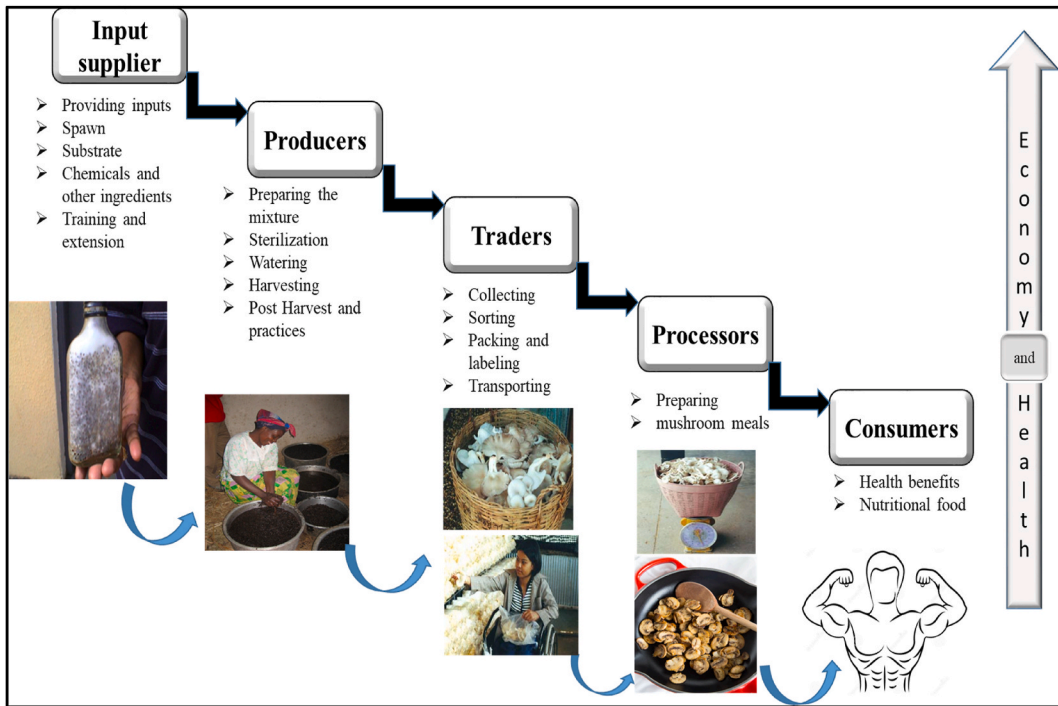 Input
supplier
➢ Providing inputs
➢ Spawn
➢ Substrate
➢ Chemicals and
other ingredients
➢ Training and
extension
Producers
➢ Preparing the
mixture
➢ Sterilization
➢ Watering
➢ Harvesting
➢ Post Harvest and
practices
Traders
➢ Collecting
➢ Sorting
➢ Packing and
labeling
➢ Transporting
Processors
➢ Preparing
➢ mushroom meals
Consumers
➢ Health benefits
➢ Nutritional food
Economy
and
Health